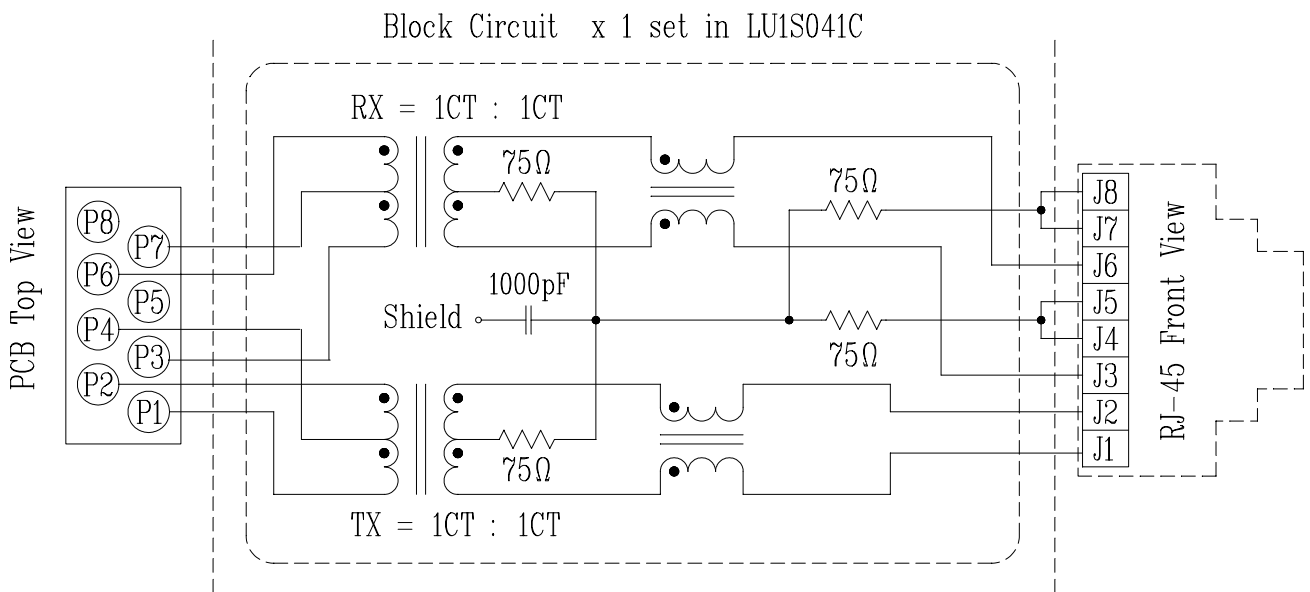 Block Circuit x 1 set in LU1S041C
RX = 1CT : 1CT
75Ω
75Ω
PCB Top View
P8
P7
P6
P5
P4
P3
P2
P1
1000pF
Shield
75Ω
75Ω
TX = 1CT : 1CT
J8
J7
J6
J5
J4
J3
J2
J1
RJ-45 Front View